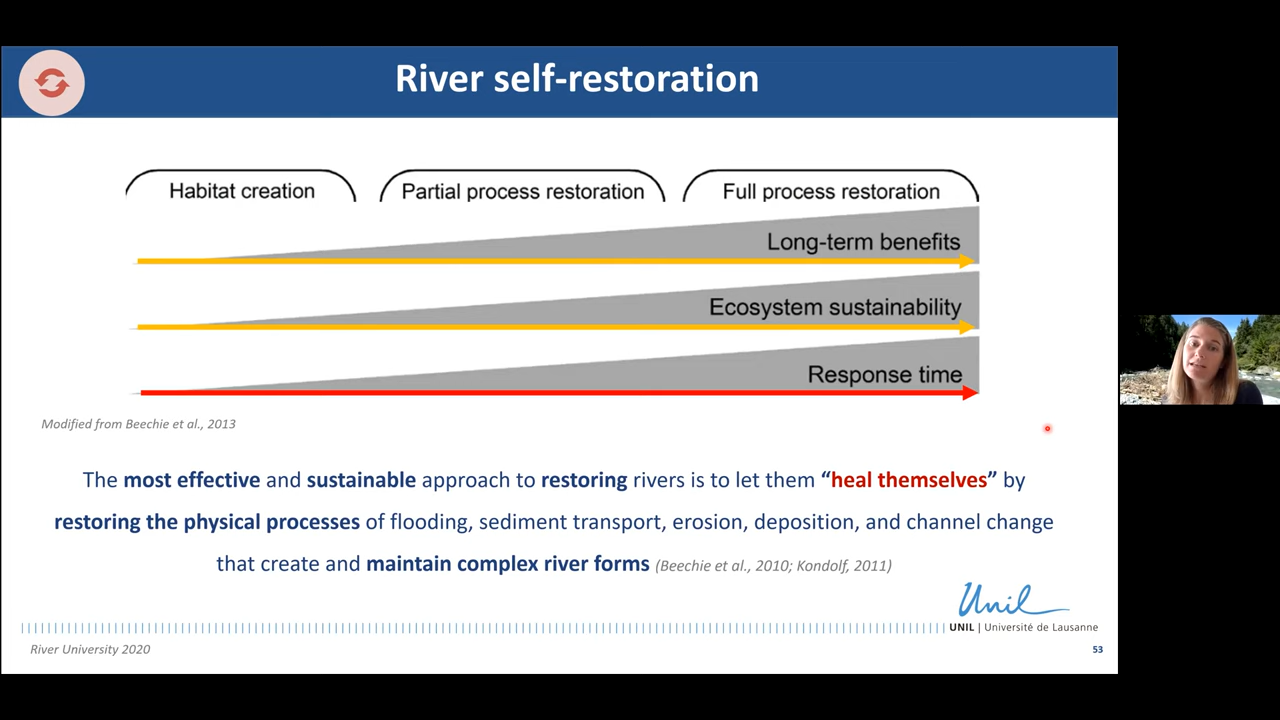 River self-restoration
Habitat creation
Partial process restoration
Full process restoration
Long-term benefits
Ecosystem sustainability
Response time
Modified from Beechie et al., 2013
The most effective and sustainable approach to restoring rivers is to let them “heal themselves” by
restoring the physical processes of flooding, sediment transport, erosion, deposition, and channel change
that create and maintain complex river forms (Beechie et al., 2010; Kondolf, 2011)
Unil
UNIL | Université de Lausanne
River University 2020
53